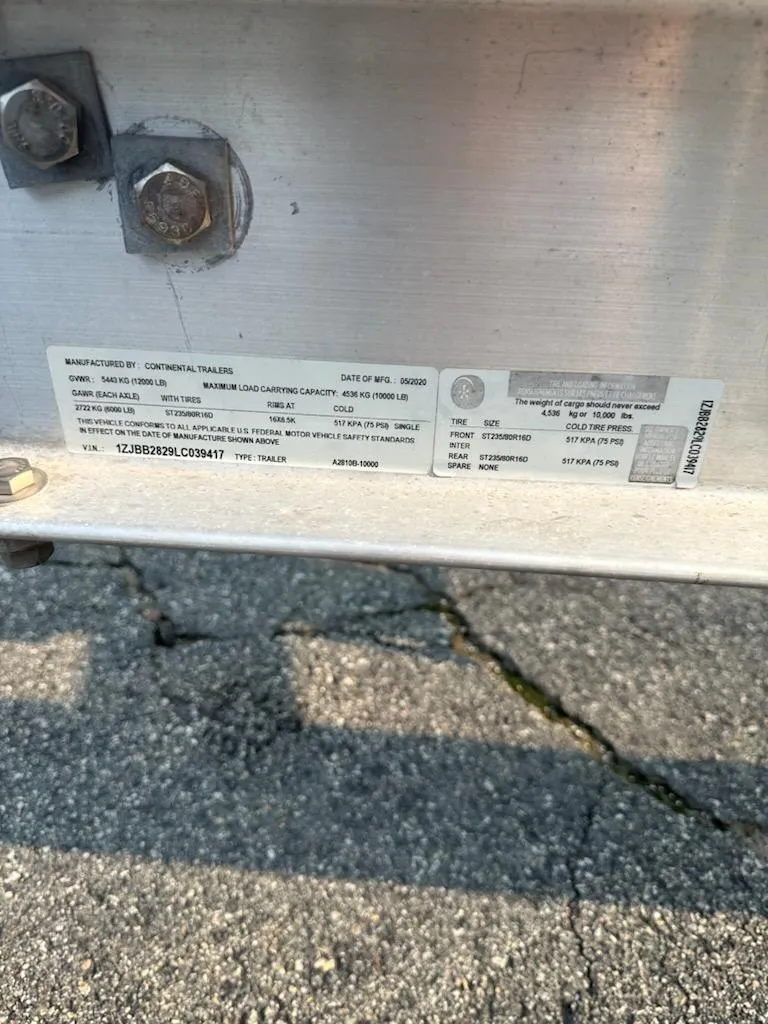 MANUFACTURED BY: CONTINENTAL TRAILERS DATE OF MFG.: 05/2020
GVWR: 5443 KG (12000 LB) MAXIMUM LOAD CARRYING CAPACITY: 4536 KG (10000 LB)
GAWR (EACH AXLE) WITH TIRES RIMS AT COLD
2722 KG (6000 LB) ST235/80R16D 16X6.5K 517 KPA (75 PSI) SINGLE
THIS VEHICLE CONFORMS TO ALL APPLICABLE U.S. FEDERAL MOTOR VEHICLE SAFETY STANDARDS
IN EFFECT ON THE DATE OF MANUFACTURE SHOWN ABOVE
V.I.N.: 1ZJBB2829LC039417 TYPE: TRAILER A2810B-10000
TIRE AND LOADING INFORMATION
The weight of cargo should never exceed
4,536 kg or 10,000 lbs.
TIRE SIZE COLD TIRE PRESS.
FRONT ST235/80R16D 517 KPA (75 PSI)
INTER
REAR ST235/80R16D 517 KPA (75 PSI)
SPARE NONE
1ZJBB2829LC039417